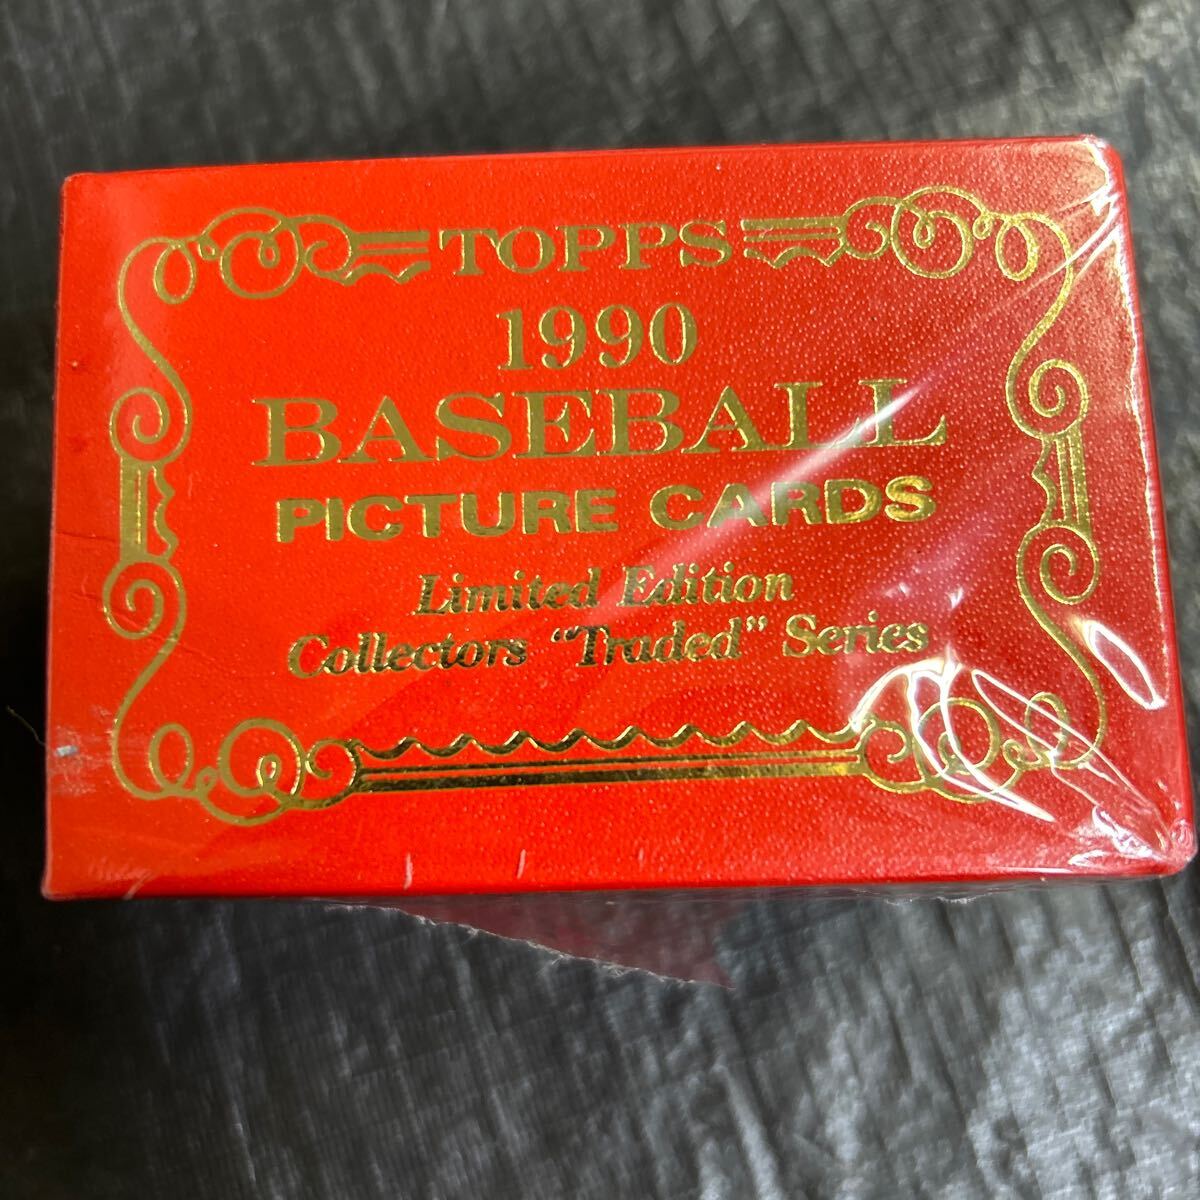 TOPPS
1990
BASEBALL
PICTURE CARDS
Limited Edition
Collectors "Traded" Series